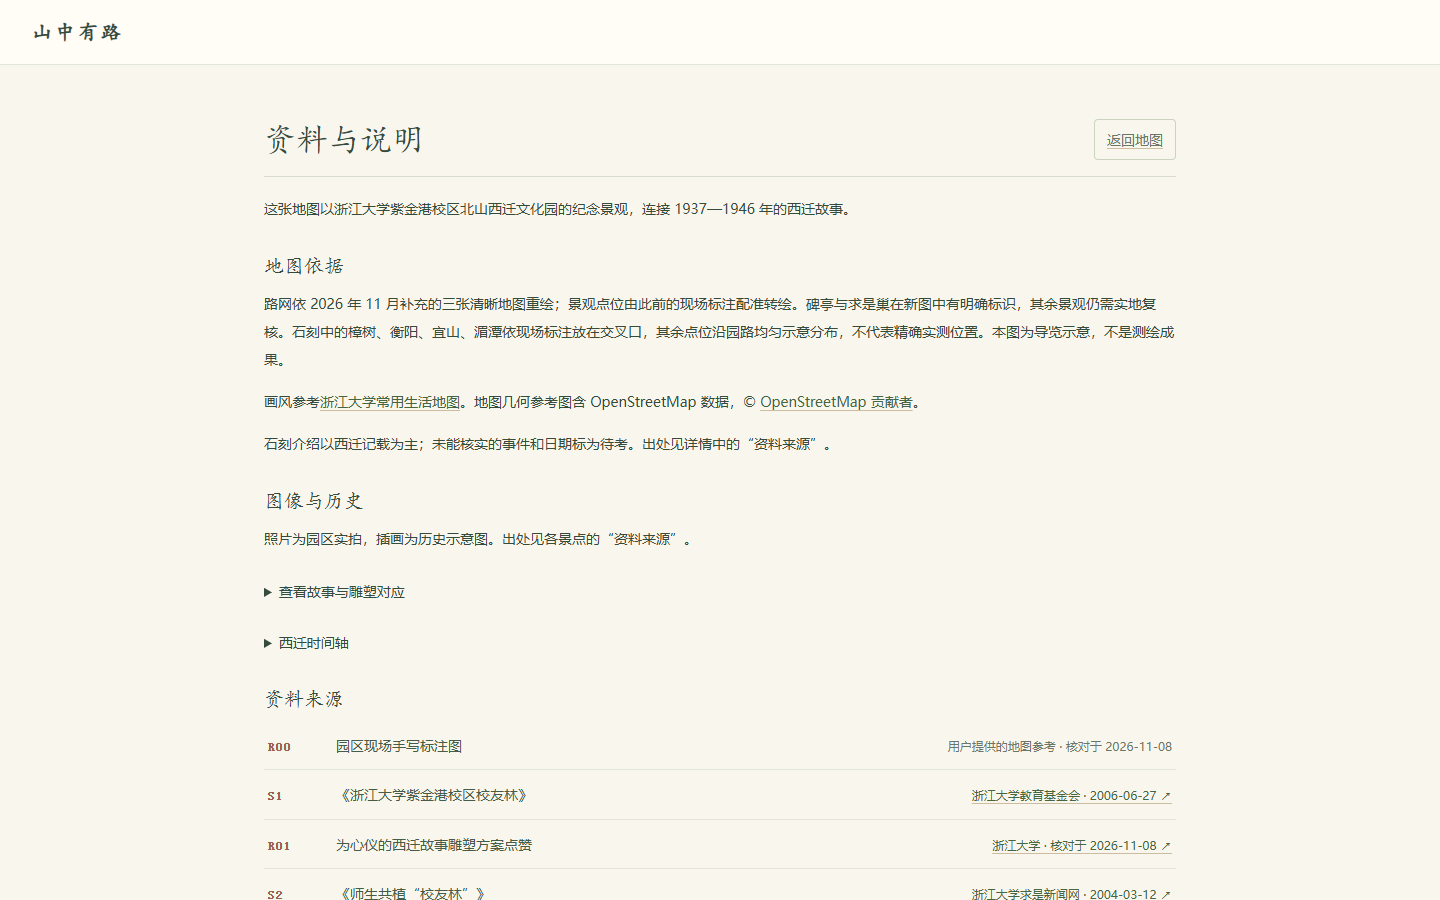 山中有路
资料与说明
返回地图
这张地图以浙江大学紫金港校区北山西迁文化园的纪念景观，连接 1937—1946 年的西迁故事。
地图依据
路网依 2026 年 11 月补充的三张清晰地图重绘；景观点位由此前的现场标注配准转绘。碑亭与求是巢在新图中有明确标识，其余景观仍需实地复
核。石刻中的樟树、衡阳、宜山、湄潭依现场标注放在交叉口，其余点位沿园路均匀示意分布，不代表精确实测位置。本图为导览示意，不是测绘成
果。
画风参考浙江大学常用生活地图。地图几何参考图含 OpenStreetMap 数据，© OpenStreetMap 贡献者。
石刻介绍以西迁记载为主；未能核实的事件和日期标为待考。出处见详情中的“资料来源”。
图像与历史
照片为园区实拍，插画为历史示意图。出处见各景点的“资料来源”。
▶ 查看故事与雕塑对应
▶ 西迁时间轴
资料来源
R00 园区现场手写标注图 用户提供的地图参考 · 核对于 2026-11-08
S1 《浙江大学紫金港校区校友林》 浙江大学教育基金会 · 2006-06-27 ↗
R01 为心仪的西迁故事雕塑方案点赞 浙江大学 · 核对于 2026-11-08 ↗
S2 《师生共植“校友林”》 浙江大学求是新闻网 · 2004-03-12 ↗